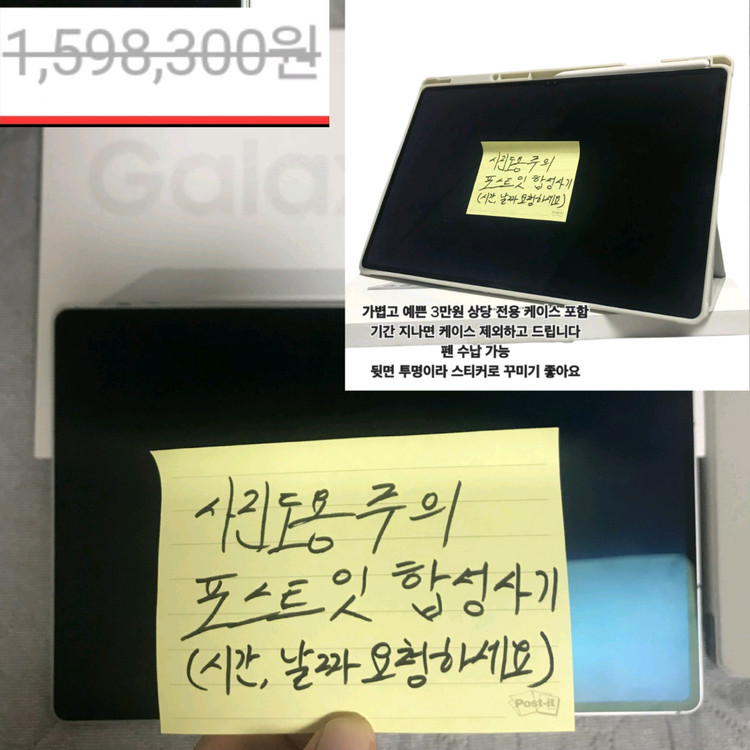 1,598,300원
Gala
사진도용주의
포스트잇 합성사기
(시간, 날짜 요청하세요)
가볍고 예쁜 3만원 상당 전용 케이스 포함
기간 지나면 케이스 제외하고 드립니다
펜 수납 가능
뒷면 투명이라 스티커로 꾸미기 좋아요
사진도용주의
포스트잇 합성사기
(시간, 날짜 요청하세요)
Post-it